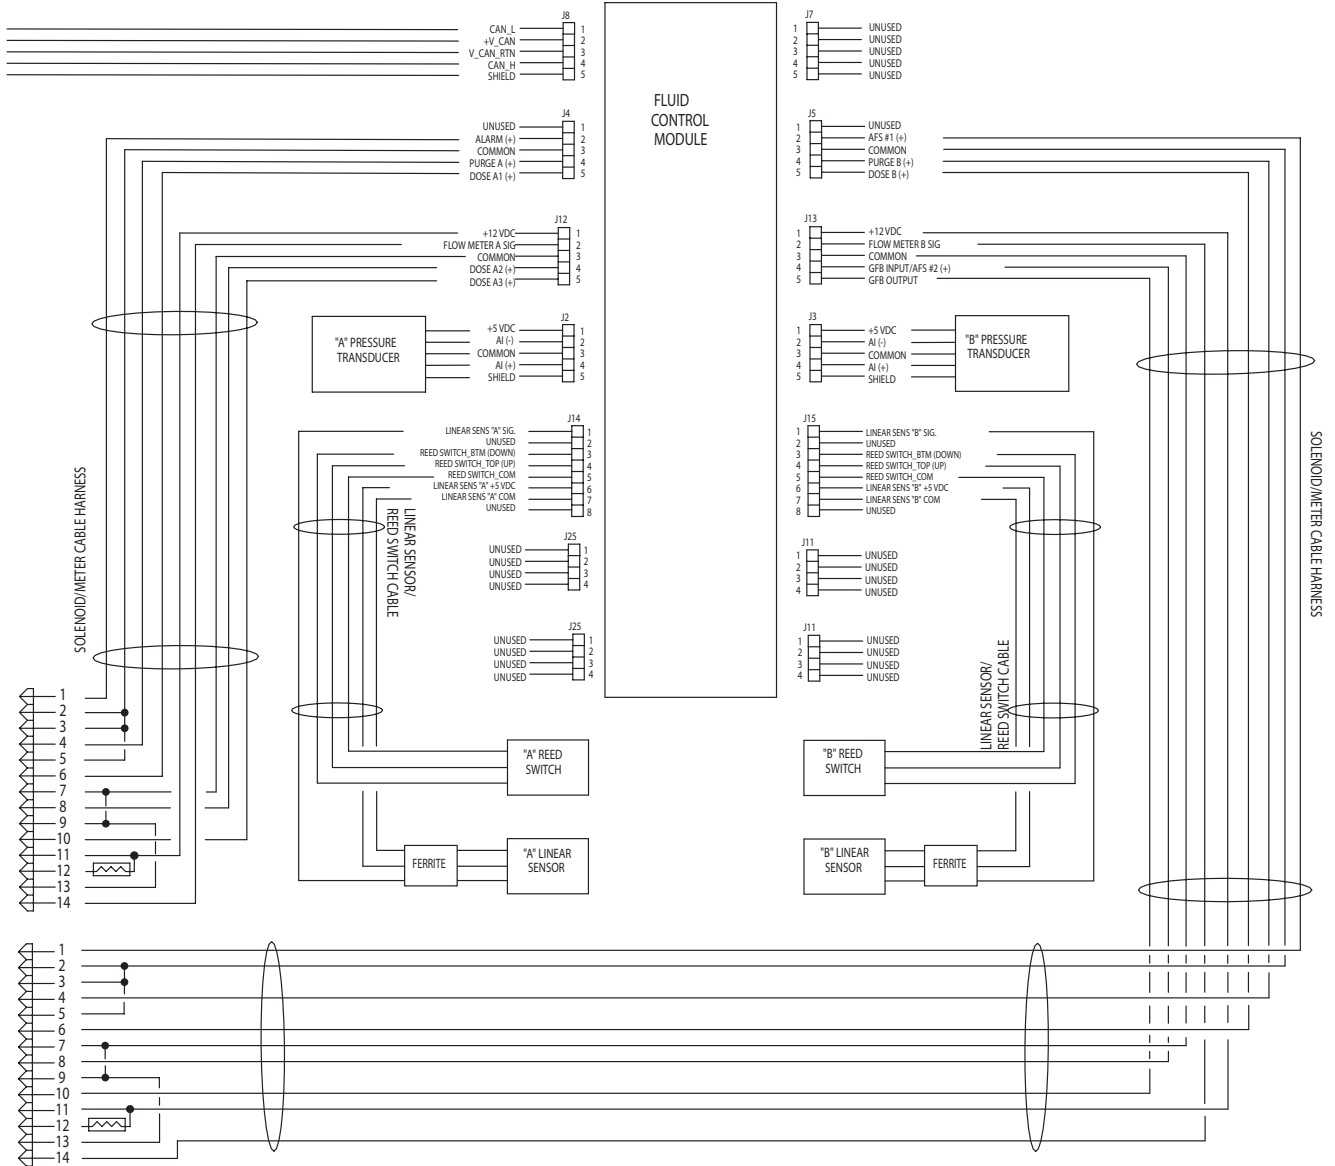 J8
CAN_L 1
+V_CAN 2
V_CAN_RTN 3
CAN_H 4
SHIELD 5
J4
UNUSED 1
ALARM (+) 2
COMMON 3
PURGE A (+) 4
DOSE A1 (+) 5
J12
+12 VDC 1
FLOW METER A SIG 2
COMMON 3
DOSE A2 (+) 4
DOSE A3 (+) 5
"A" PRESSURE
TRANSDUCER
J2
+5 VDC 1
AI (-) 2
COMMON 3
AI (+) 4
SHIELD 5
J14
LINEAR SENS "A" SIG. 1
UNUSED 2
REED SWITCH_BTM (DOWN) 3
REED SWITCH_TOP (UP) 4
REED SWITCH_COM 5
LINEAR SENS "A" +5 VDC 6
LINEAR SENS "A" COM 7
UNUSED 8
J25
UNUSED 1
UNUSED 2
UNUSED 3
UNUSED 4
J25
UNUSED 1
UNUSED 2
UNUSED 3
UNUSED 4
SOLENOID/METER CABLE HARNESS
LINEAR SENSOR/
REED SWITCH CABLE
"A" REED
SWITCH
FERRITE
"A" LINEAR
SENSOR
FLUID
CONTROL
MODULE
J7
1 UNUSED
2 UNUSED
3 UNUSED
4 UNUSED
5 UNUSED
J5
1 UNUSED
2 AFS #1 (+)
3 COMMON
4 PURGE B (+)
5 DOSE B (+)
J13
1 +12 VDC
2 FLOW METER B SIG
3 COMMON
4 GFB INPUT/AFS #2 (+)
5 GFB OUTPUT
J3
1 +5 VDC
2 AI (-)
3 COMMON
4 AI (+)
5 SHIELD
"B" PRESSURE
TRANSDUCER
J15
1 LINEAR SENS "B" SIG.
2 UNUSED
3 REED SWITCH_BTM (DOWN)
4 REED SWITCH_TOP (UP)
5 REED SWITCH_COM
6 LINEAR SENS "B" +5 VDC
7 LINEAR SENS "B" COM
8 UNUSED
J11
1 UNUSED
2 UNUSED
3 UNUSED
4 UNUSED
J11
1 UNUSED
2 UNUSED
3 UNUSED
4 UNUSED
LINEAR SENSOR/
REED SWITCH CABLE
SOLENOID/METER CABLE HARNESS
"B" REED
SWITCH
"B" LINEAR
SENSOR
FERRITE
1
2
3
4
5
6
7
8
9
10
11
12
13
14
1
2
3
4
5
6
7
8
9
10
11
12
13
14